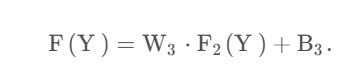 F (Y ) = W₃ · F₂ (Y ) + B₃ .